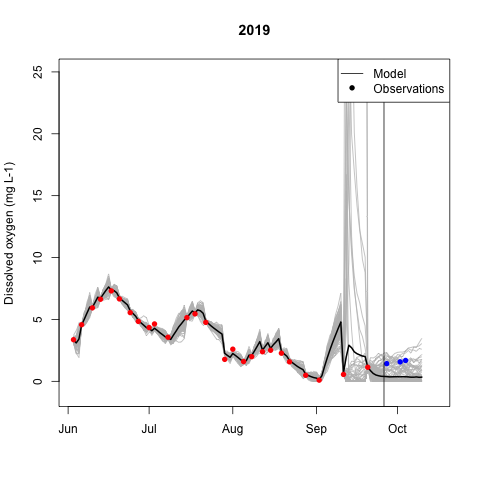 2019
Dissolved oxygen (mg L-1)
25
20
15
10
5
0
Model
Observations
Jun
Jul
Aug
Sep
Oct